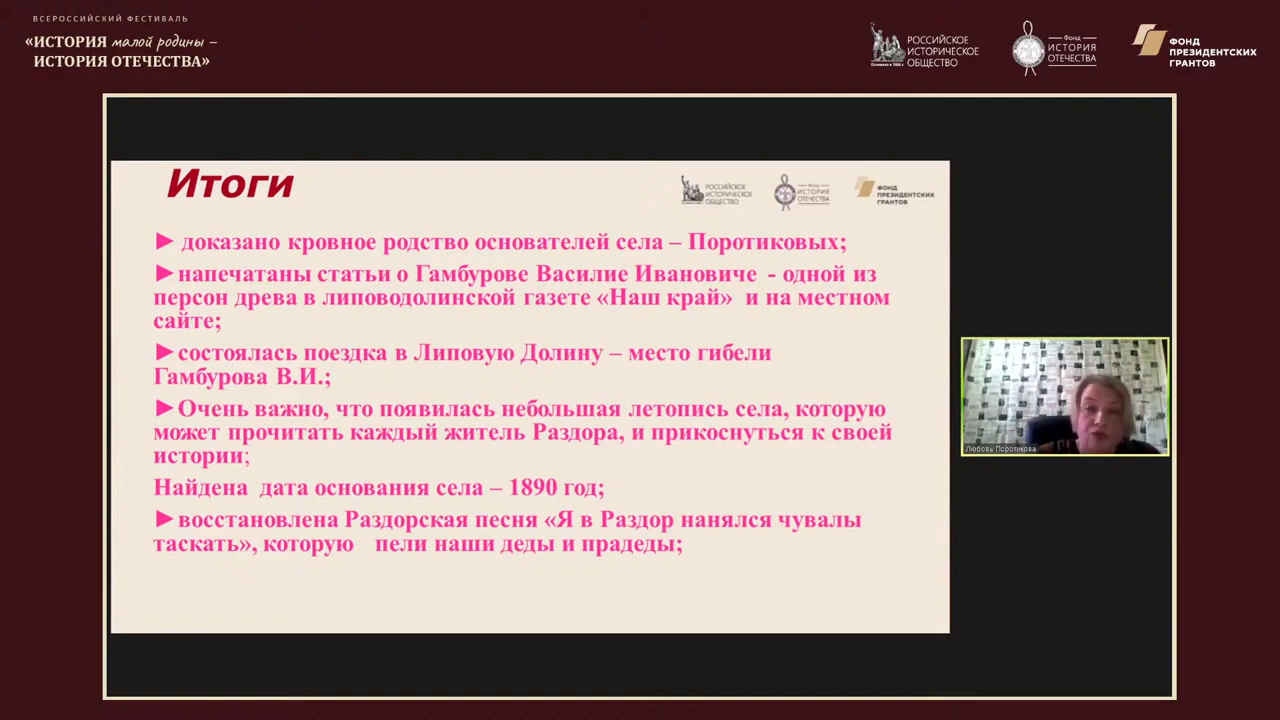 ВСЕРОССИЙСКИЙ ФЕСТИВАЛЬ
«ИСТОРИЯ малой родины –
ИСТОРИЯ ОТЕЧЕСТВА»
РОССИЙСКОЕ
ИСТОРИЧЕСКОЕ
ОБЩЕСТВО
Основано в 1866 г.
Фонд
ИСТОРИЯ
ОТЕЧЕСТВА
ФОНД
ПРЕЗИДЕНТСКИХ
ГРАНТОВ
Итоги
РОССИЙСКОЕ
ИСТОРИЧЕСКОЕ
ОБЩЕСТВО
Фонд
ИСТОРИЯ
ОТЕЧЕСТВА
ФОНД
ПРЕЗИДЕНТСКИХ
ГРАНТОВ
► доказано кровное родство основателей села – Поротиковых;
►напечатаны статьи о Гамбурове Василие Ивановиче - одной из
персон древа в липоводолинской газете «Наш край» и на местном
сайте;
►состоялась поездка в Липовую Долину – место гибели
Гамбурова В.И.;
►Очень важно, что появилась небольшая летопись села, которую
может прочитать каждый житель Раздора, и прикоснуться к своей
истории;
Найдена дата основания села – 1890 год;
►восстановлена Раздорская песня «Я в Раздор нанялся чувалы
таскать», которую пели наши деды и прадеды;
Любовь Поротикова